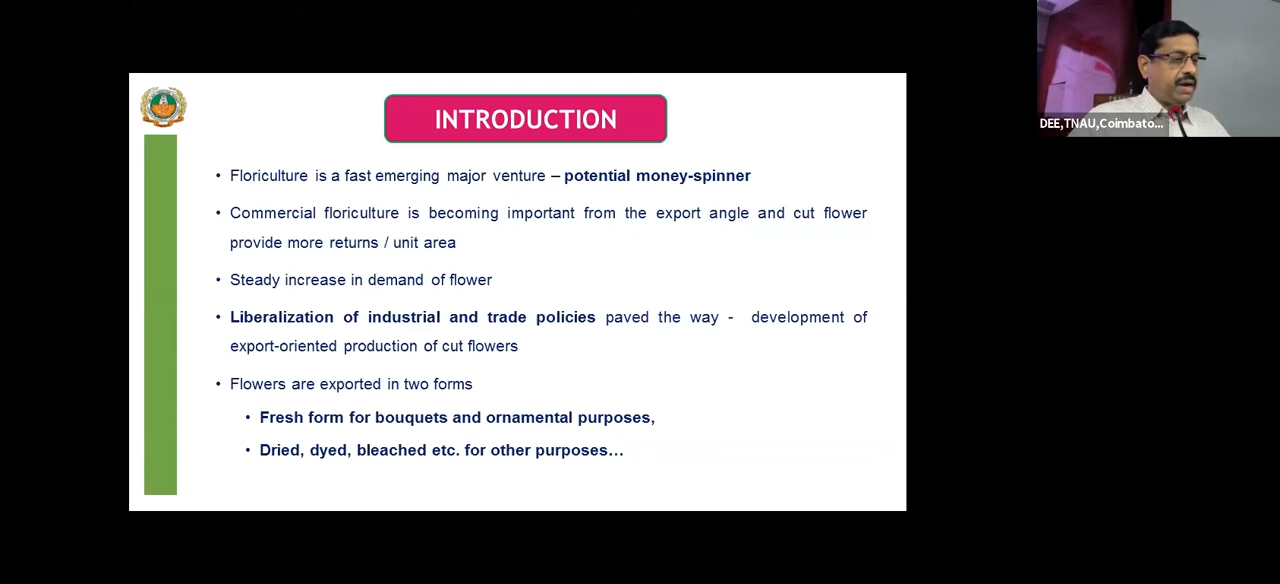 INTRODUCTION
DEE,TNAU,Coimbato...
• Floriculture is a fast emerging major venture – potential money-spinner
• Commercial floriculture is becoming important from the export angle and cut flower
provide more returns / unit area
• Steady increase in demand of flower
• Liberalization of industrial and trade policies paved the way - development of
export-oriented production of cut flowers
• Flowers are exported in two forms
• Fresh form for bouquets and ornamental purposes,
• Dried, dyed, bleached etc. for other purposes…